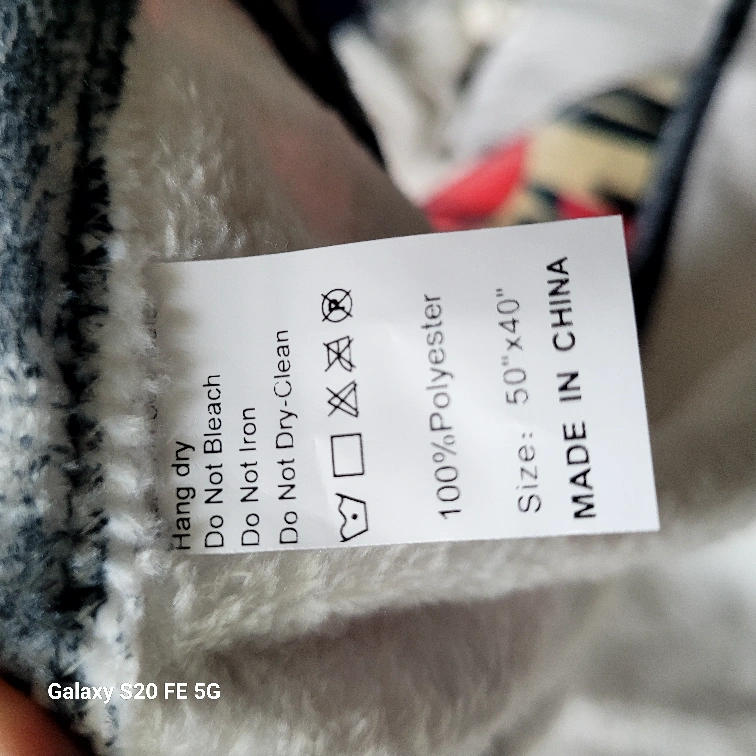 Hang dry
Do Not Bleach
Do Not Iron
Do Not Dry-Clean
P
100%Polyester
Size: 50"x40"
MADE IN CHINA
Galaxy S20 FE 5G